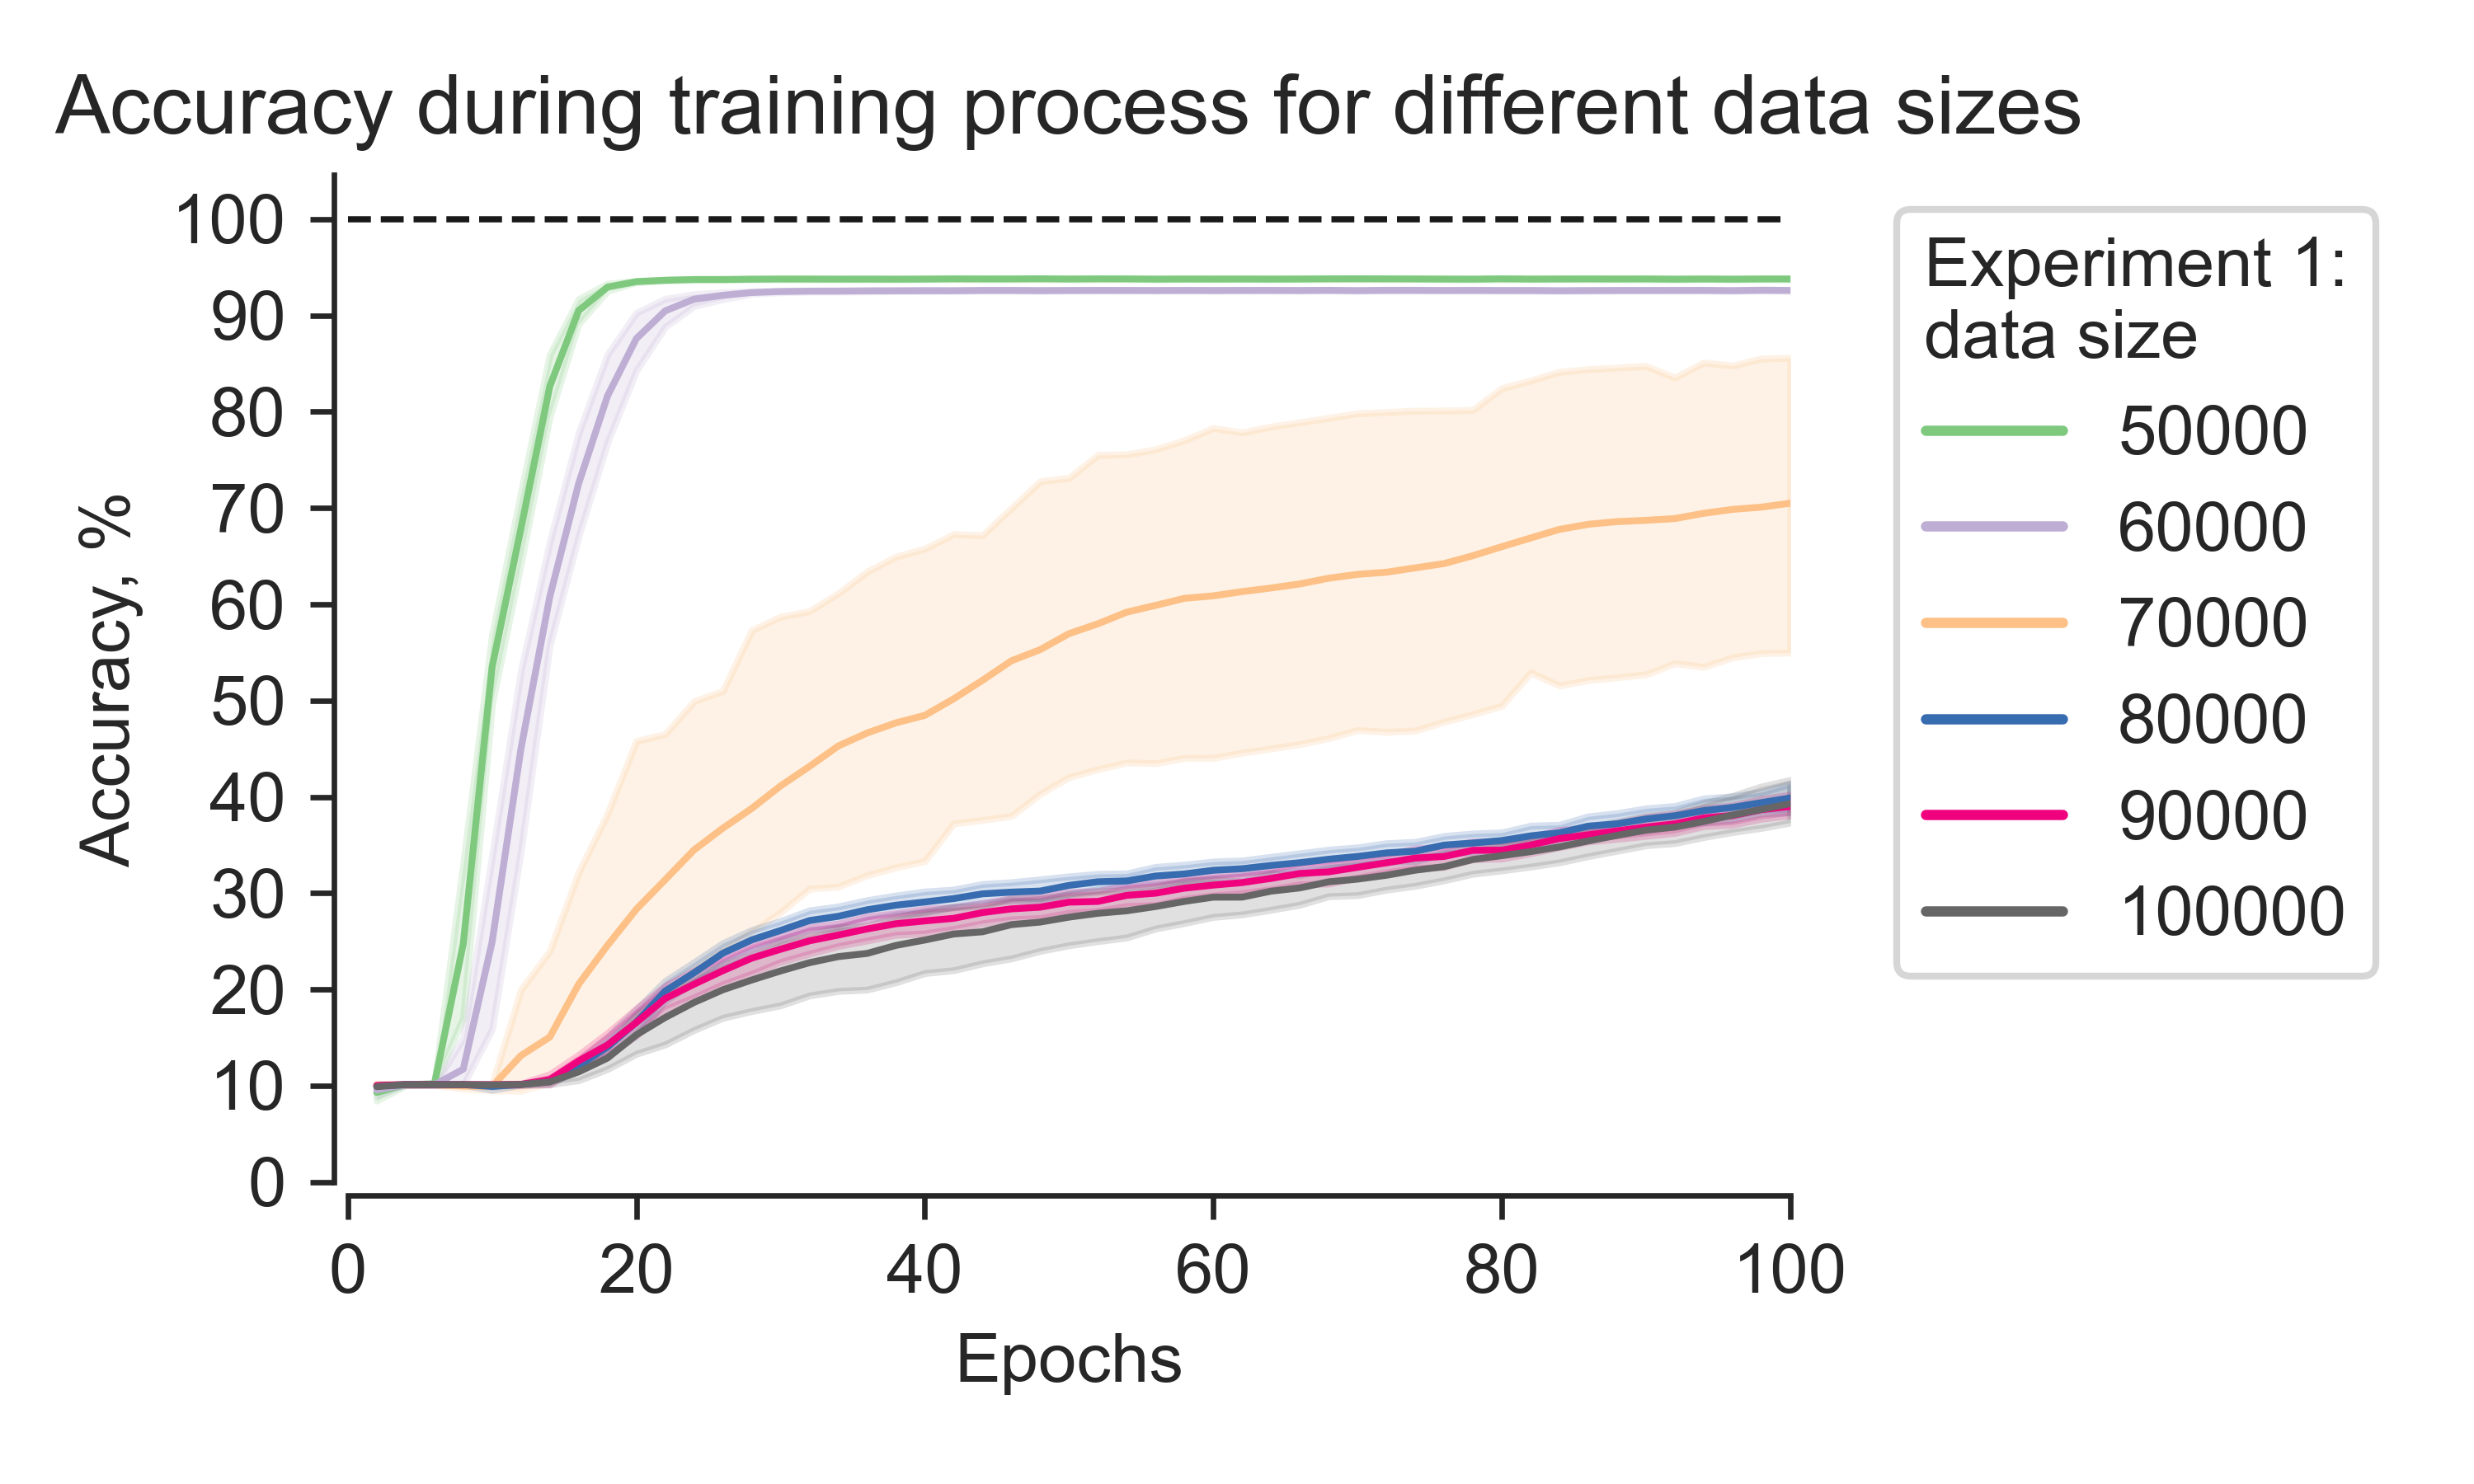 Accuracy during training process for different data sizes
100
90
80
70
60
50
40
30
20
10
0
Accuracy, %
0 20 40 60 80 100
Epochs
Experiment 1:
data size
50000
60000
70000
80000
90000
100000